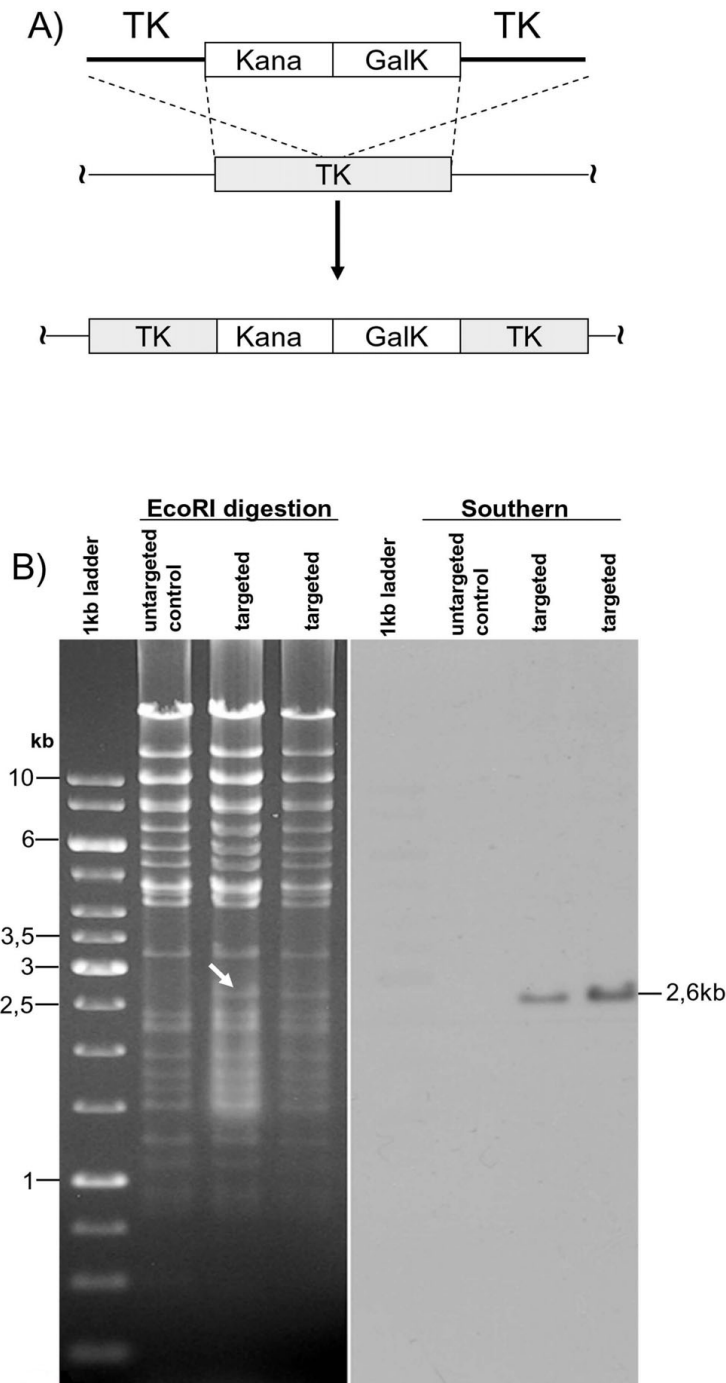 A)
TK TK
Kana GalK
TK
TK Kana GalK TK
B)
EcoRI digestion Southern
1kb ladder
untargeted
control
targeted
targeted
1kb ladder
untargeted
control
targeted
targeted
kb
10
6
3,5
3
2,5
1
2,6kb